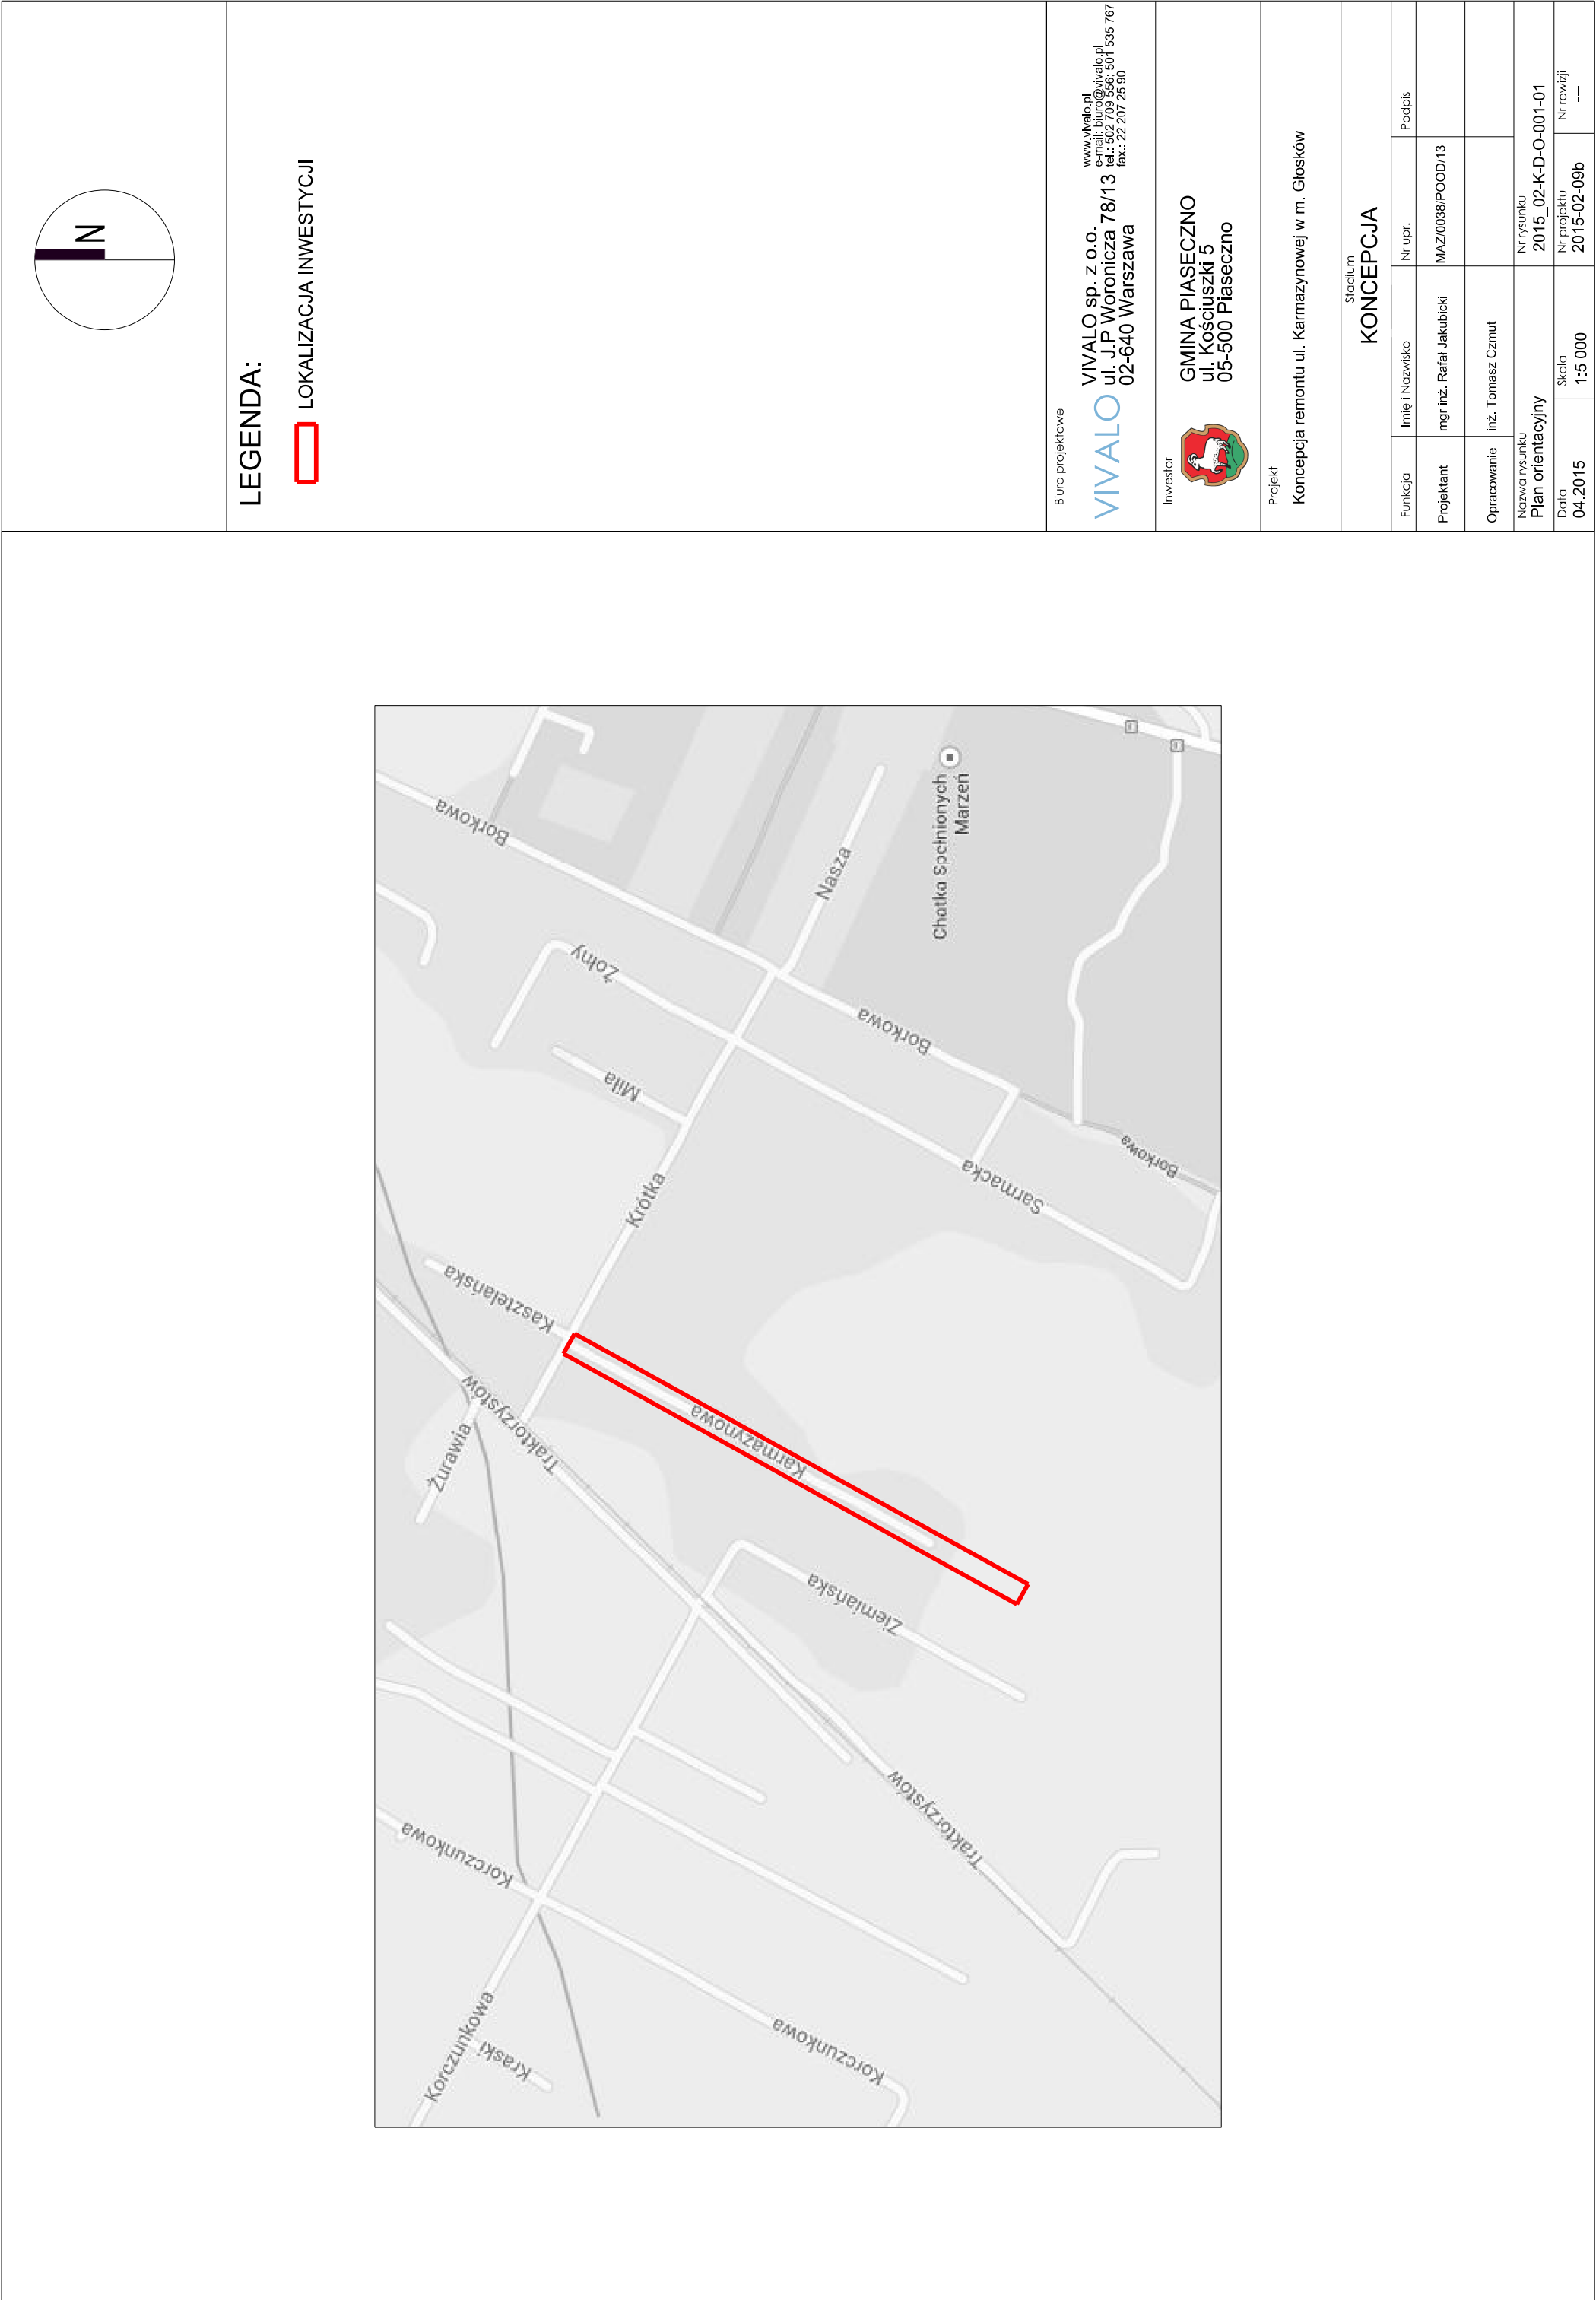 N
LEGENDA:
LOKALIZACJA INWESTYCJI
Borkowa
Nasza
Chatka Spełnionych
Marzeń
Żołny
Borkowa
Miła
Borkowa
Sarmacka
Krótka
Kasztelańska
Traktorzystów
Żurawia
Karmazynowa
Ziemiańska
Traktorzystów
Korczunkowa
Korczunkowa
Korczunkowa
Kraski
Biuro projektowe
VIVALO
VIVALO sp. z o.o.
ul. J.P Woronicza 78/13
02-640 Warszawa
www.vivalo.pl
e-mail: biuro@vivalo.pl
tel.: 502 709 556; 501 535 767
fax.: 22 207 25 90
Inwestor
GMINA PIASECZNO
ul. Kościuszki 5
05-500 Piaseczno
Projekt
Koncepcja remontu ul. Karmazynowej w m. Głosków
Stadium
KONCEPCJA
Funkcja Imię i Nazwisko Nr upr. Podpis
Projektant mgr inż. Rafał Jakubicki MAZ/0038/POOD/13
Opracowanie inż. Tomasz Czmut
Nazwa rysunku Nr rysunku
Plan orientacyjny 2015_02-K-D-O-001-01
Data Skala Nr projektu Nr rewizji
04.2015 1:5 000 2015-02-09b ---